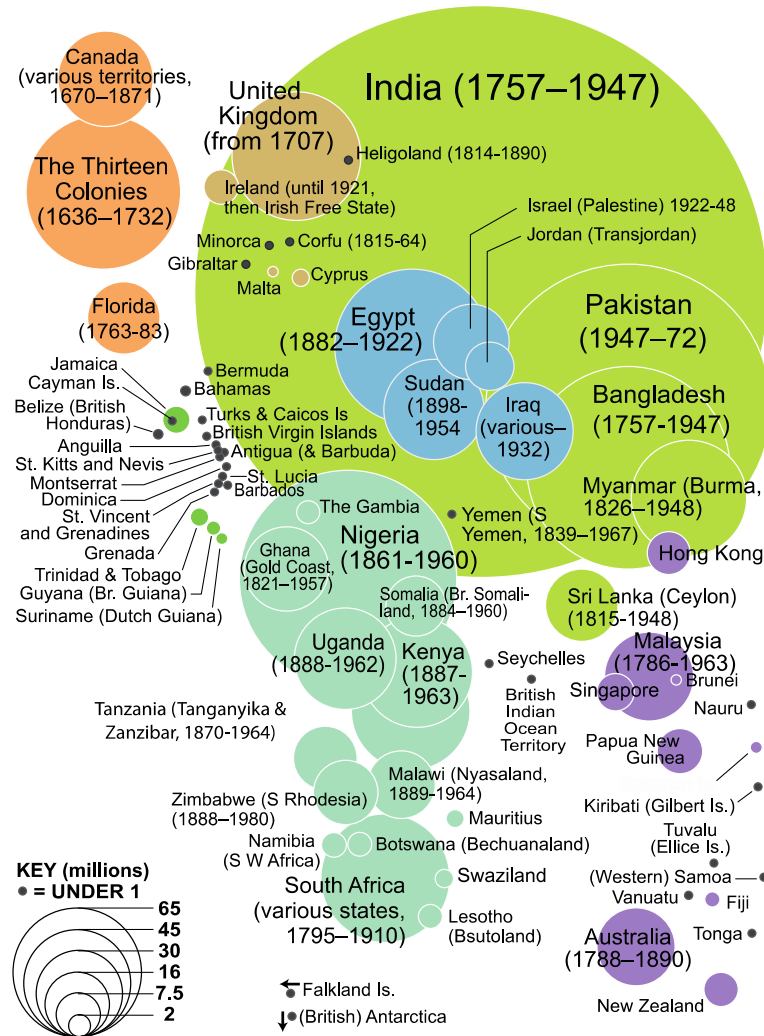 Canada
(various territories,
1670–1871)
United
Kingdom
(from 1707)
India (1757–1947)
Heligoland (1814-1890)
The Thirteen
Colonies
(1636–1732)
Ireland (until 1921,
then Irish Free State)
Israel (Palestine) 1922-48
Jordan (Transjordan)
Minorca
Corfu (1815-64)
Gibraltar
Malta
Cyprus
Florida
(1763-83)
Egypt
(1882–1922)
Pakistan
(1947–72)
Jamaica
Cayman Is.
Bermuda
Bahamas
Belize (British
Honduras)
Turks & Caicos Is
British Virgin Islands
Anguilla
Antigua (& Barbuda)
St. Kitts and Nevis
Montserrat
St. Lucia
Dominica
Barbados
St. Vincent
and Grenadines
Grenada
Trinidad & Tobago
Guyana (Br. Guiana)
Suriname (Dutch Guiana)
Sudan
(1898-
1954
Iraq
(various–
1932)
Bangladesh
(1757-1947)
Myanmar (Burma,
1826–1948)
Yemen (S
Yemen, 1839–1967)
Hong Kong
The Gambia
Nigeria
(1861-1960)
Ghana
(Gold Coast,
1821–1957)
Somalia (Br. Somali-
land, 1884–1960)
Sri Lanka (Ceylon)
(1815-1948)
Uganda
(1888-1962)
Kenya
(1887-
1963)
Seychelles
British
Indian
Ocean
Territory
Malaysia
(1786-1963)
Singapore
Brunei
Nauru
Tanzania (Tanganyika &
Zanzibar, 1870-1964)
Papua New
Guinea
Zimbabwe (S Rhodesia)
(1888–1980)
Malawi (Nyasaland,
1889-1964)
Mauritius
Kiribati (Gilbert Is.)
Tuvalu
(Ellice Is.)
Namibia
(S W Africa)
Botswana (Bechuanaland)
Swaziland
(Western) Samoa
Vanuatu
Fiji
South Africa
(various states,
1795–1910)
Lesotho
(Bsutoland)
Australia
(1788–1890)
Tonga
New Zealand
Falkland Is.
(British) Antarctica
KEY (millions)
= UNDER 1
65
45
30
16
7.5
2